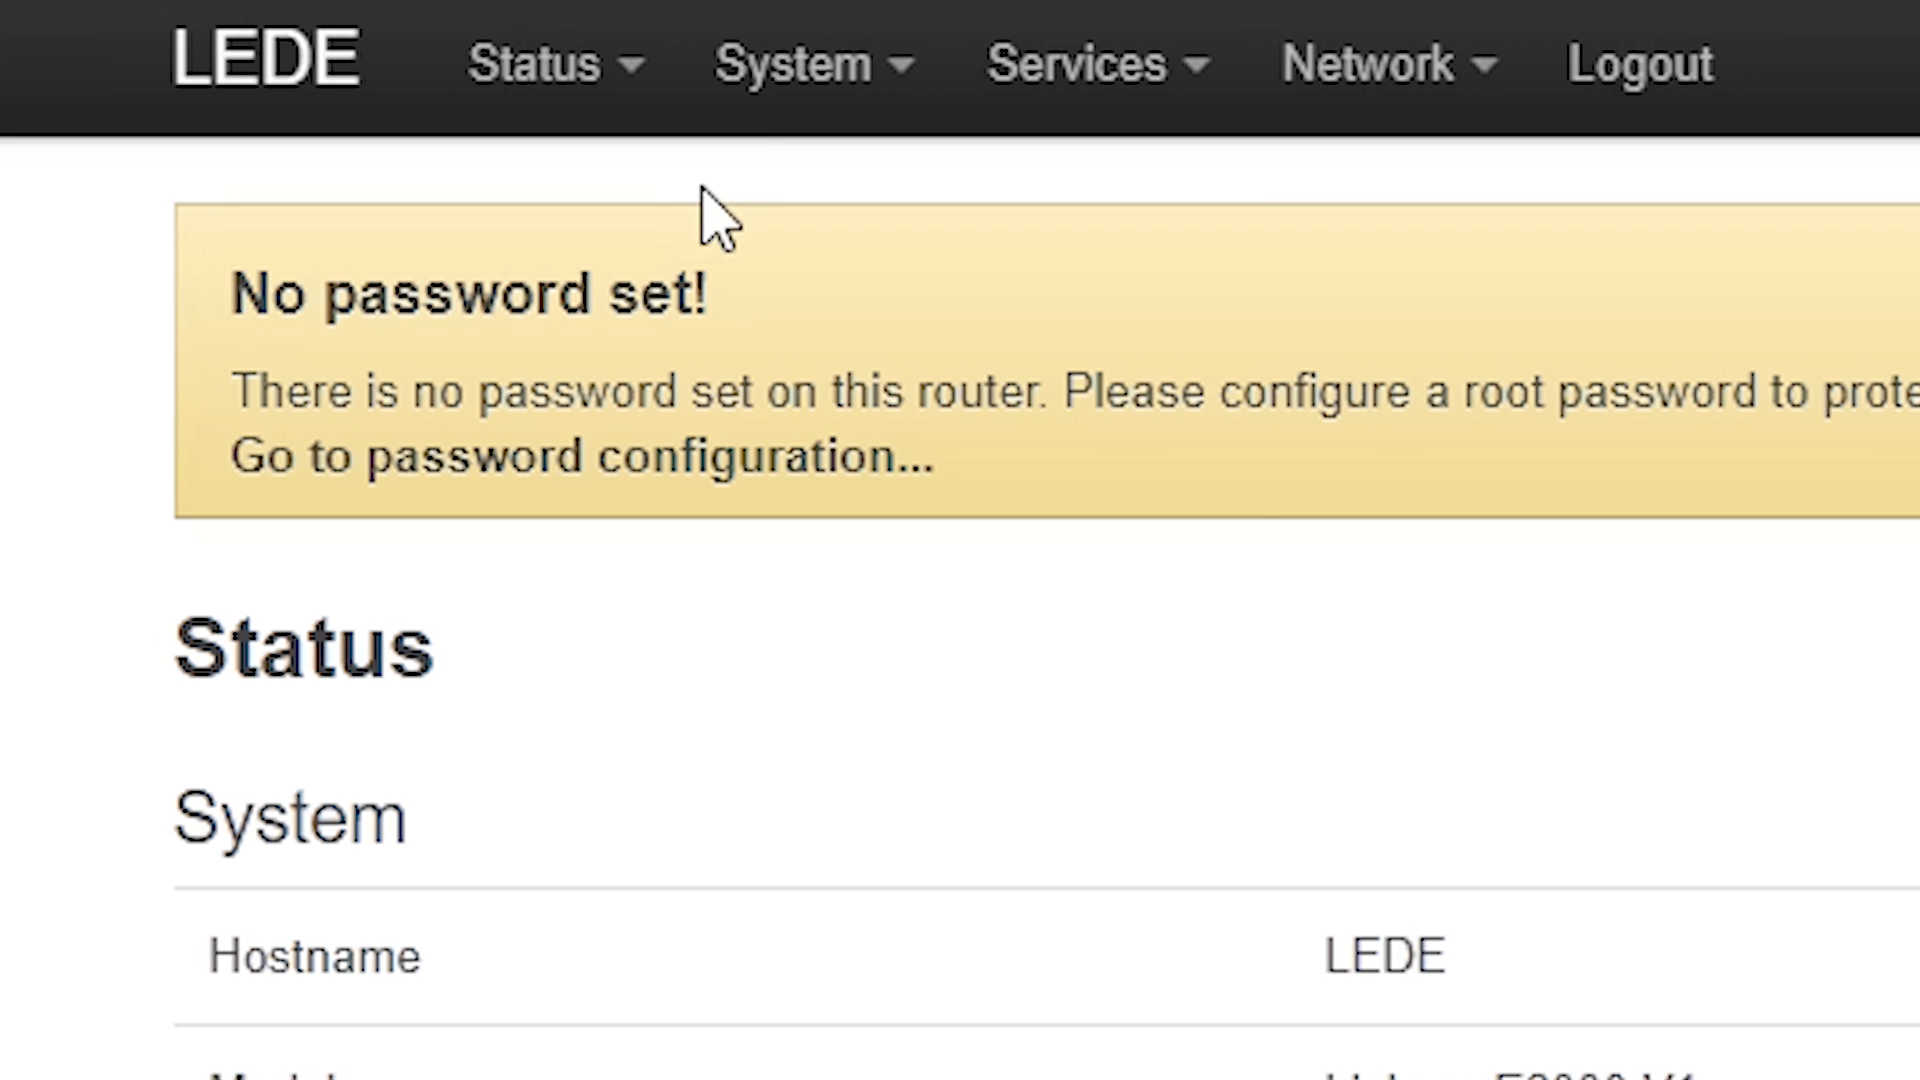 LEDE Status System Services Network Logout
No password set!
There is no password set on this router. Please configure a root password to prote
Go to password configuration...
Status
System
Hostname LEDE